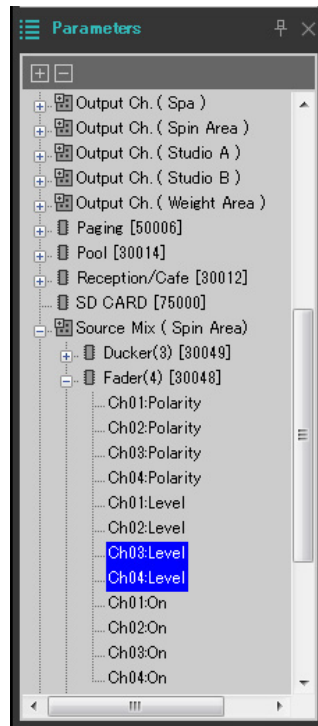 Parameters
Output Ch. ( Spa )
Output Ch. ( Spin Area )
Output Ch. ( Studio A )
Output Ch. ( Studio B )
Output Ch. ( Weight Area )
Paging [50006]
Pool [30014]
Reception/Cafe [30012]
SD CARD [75000]
Source Mix ( Spin Area)
Ducker(3) [30049]
Fader(4) [30048]
Ch01:Polarity
Ch02:Polarity
Ch03:Polarity
Ch04:Polarity
Ch01:Level
Ch02:Level
Ch03:Level
Ch04:Level
Ch01:On
Ch02:On
Ch03:On
Ch04:On